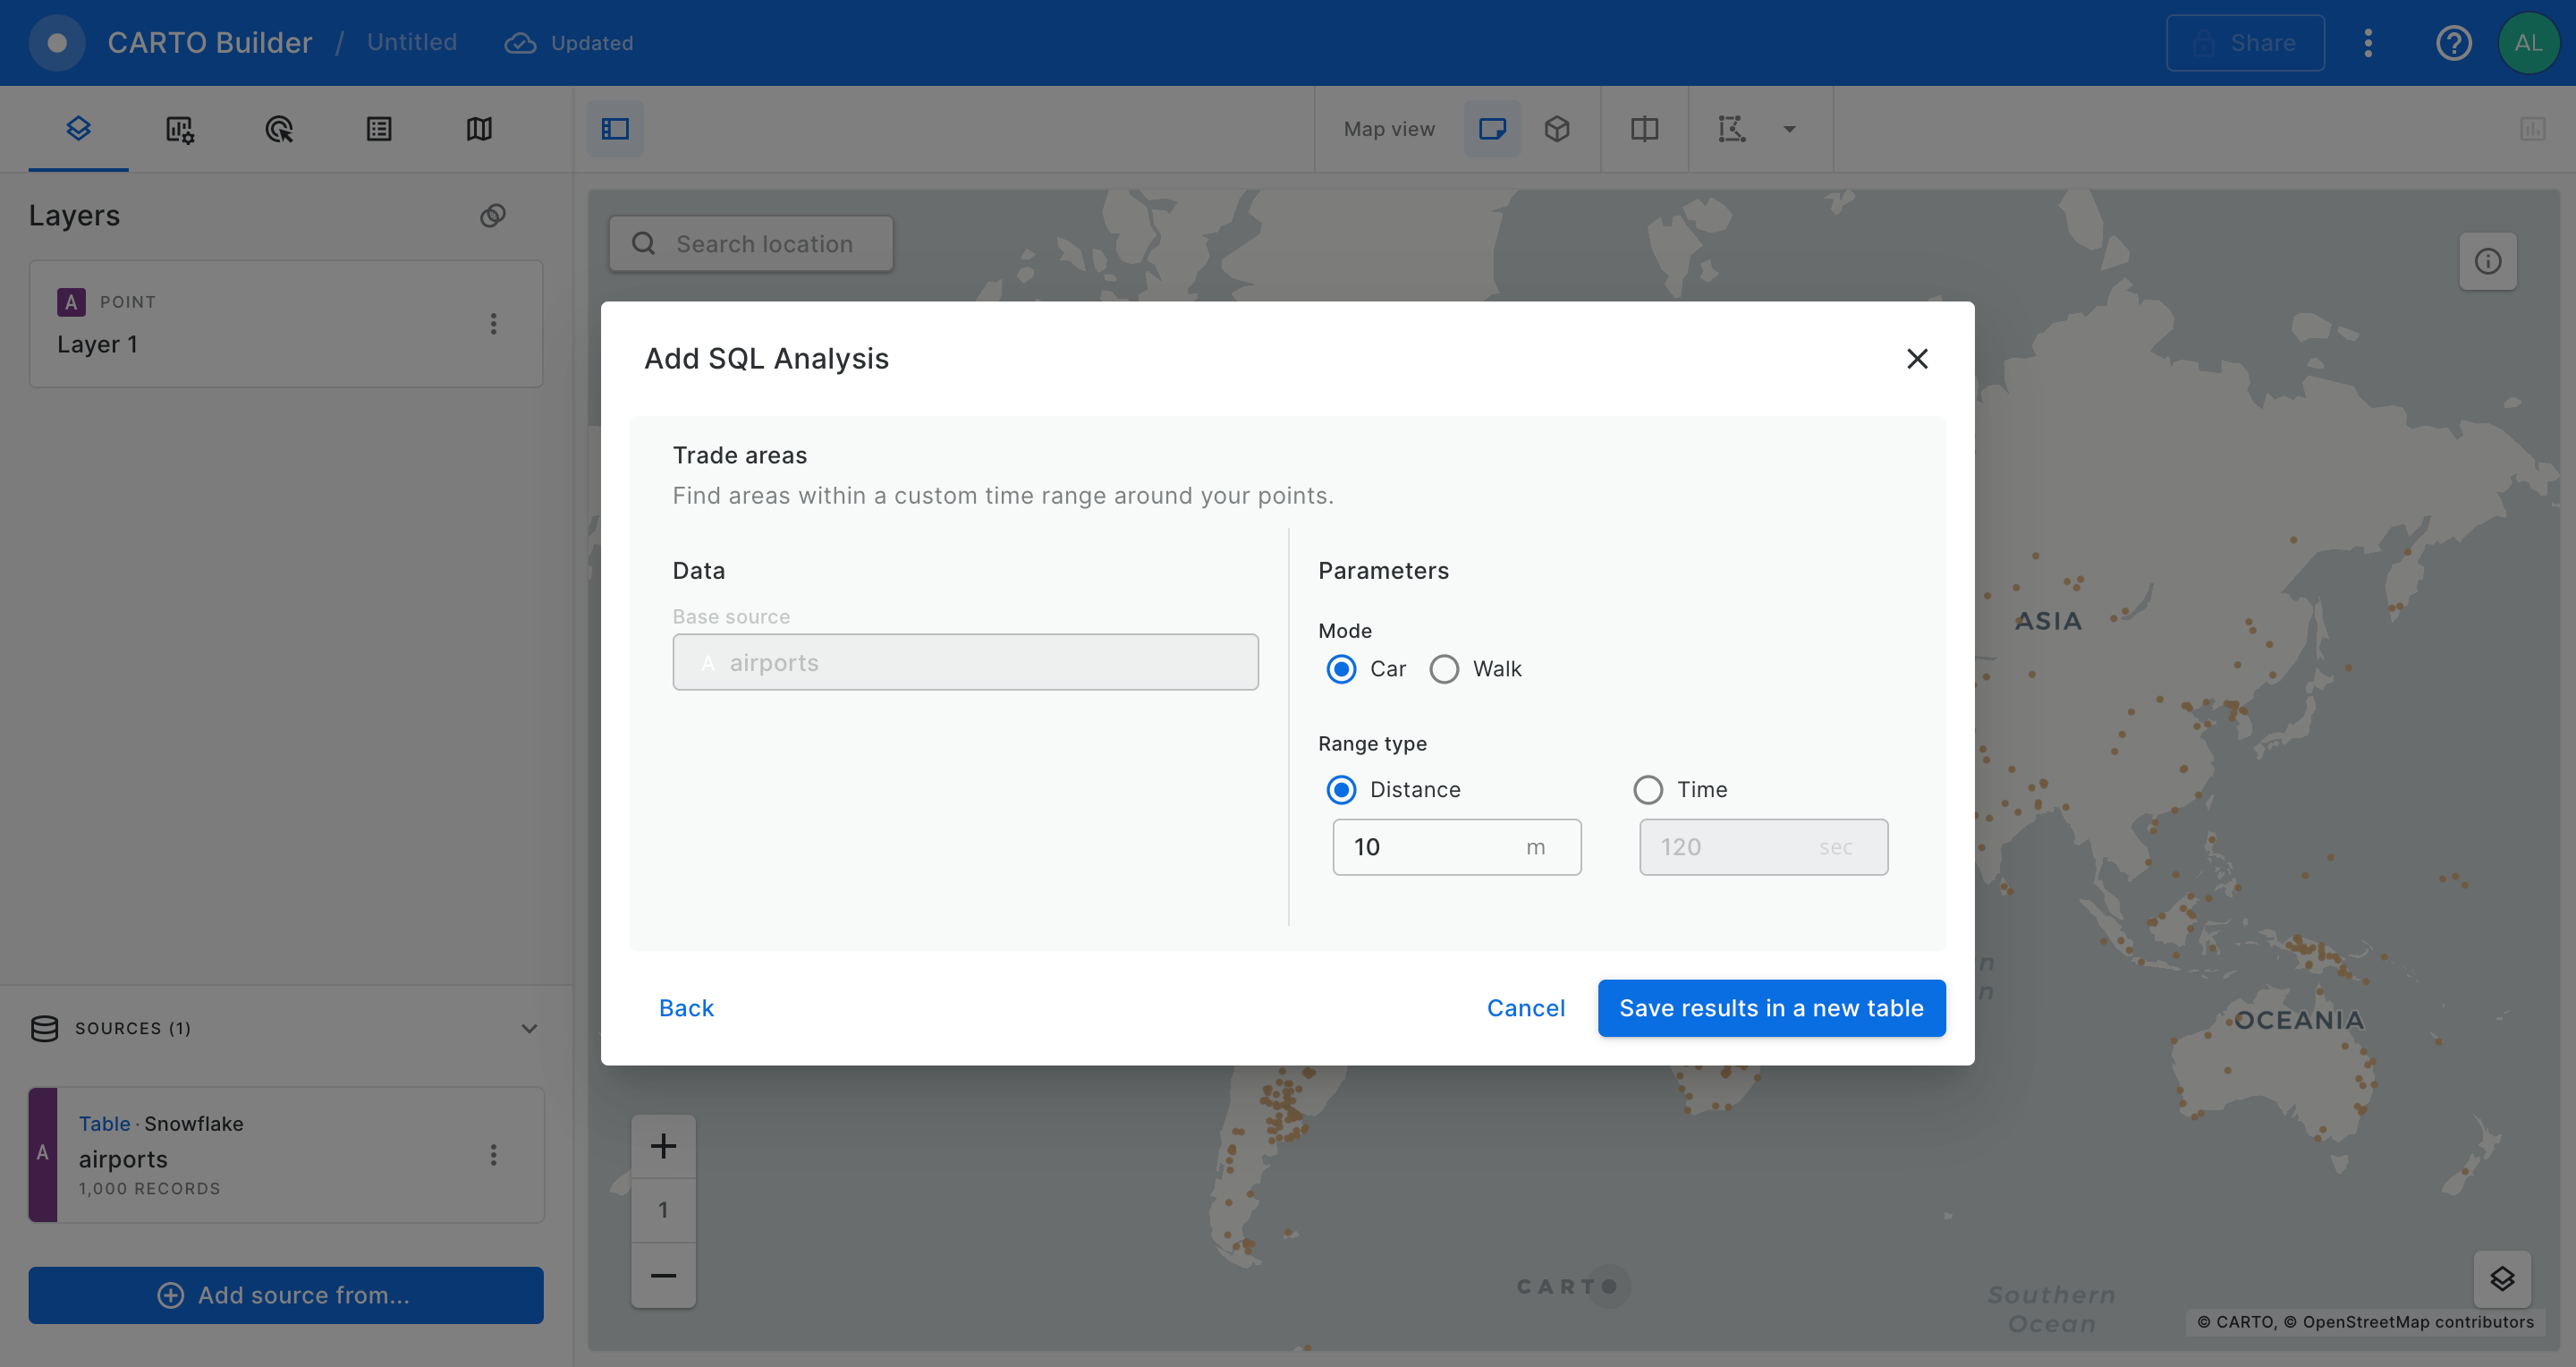 CARTO Builder / Untitled Updated Share AL
Map view
Layers
A POINT
Layer 1
Search location
Add SQL Analysis
Trade areas
Find areas within a custom time range around your points.
Data
Base source
A airports
Parameters
Mode
Car Walk
Range type
Distance Time
10 m 120 sec
Back Cancel Save results in a new table
ASIA
OCEANIA
SOURCES (1)
A
Table · Snowflake
airports
1,000 RECORDS
Add source from...
1
CARTO
Southern
Ocean
© CARTO, © OpenStreetMap contributors